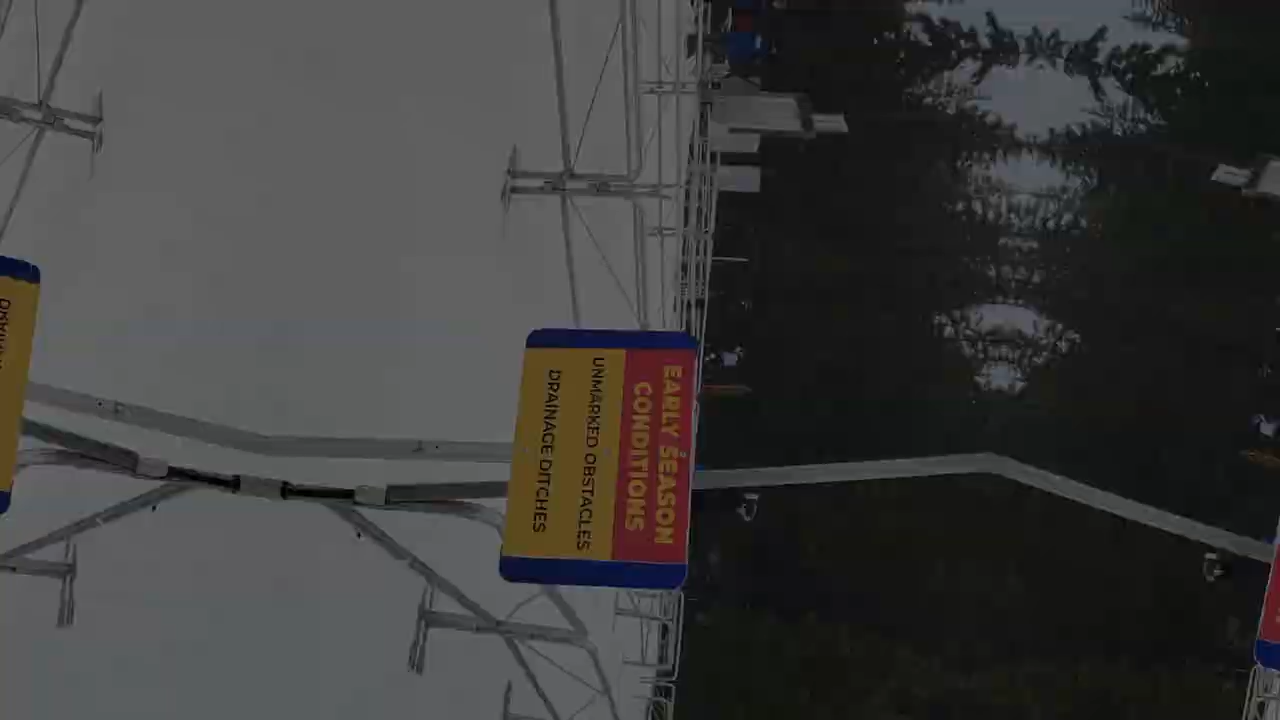 EARLY SEASON
CONDITIONS
UNMARKED OBSTACLES
DRAINAGE DITCHES